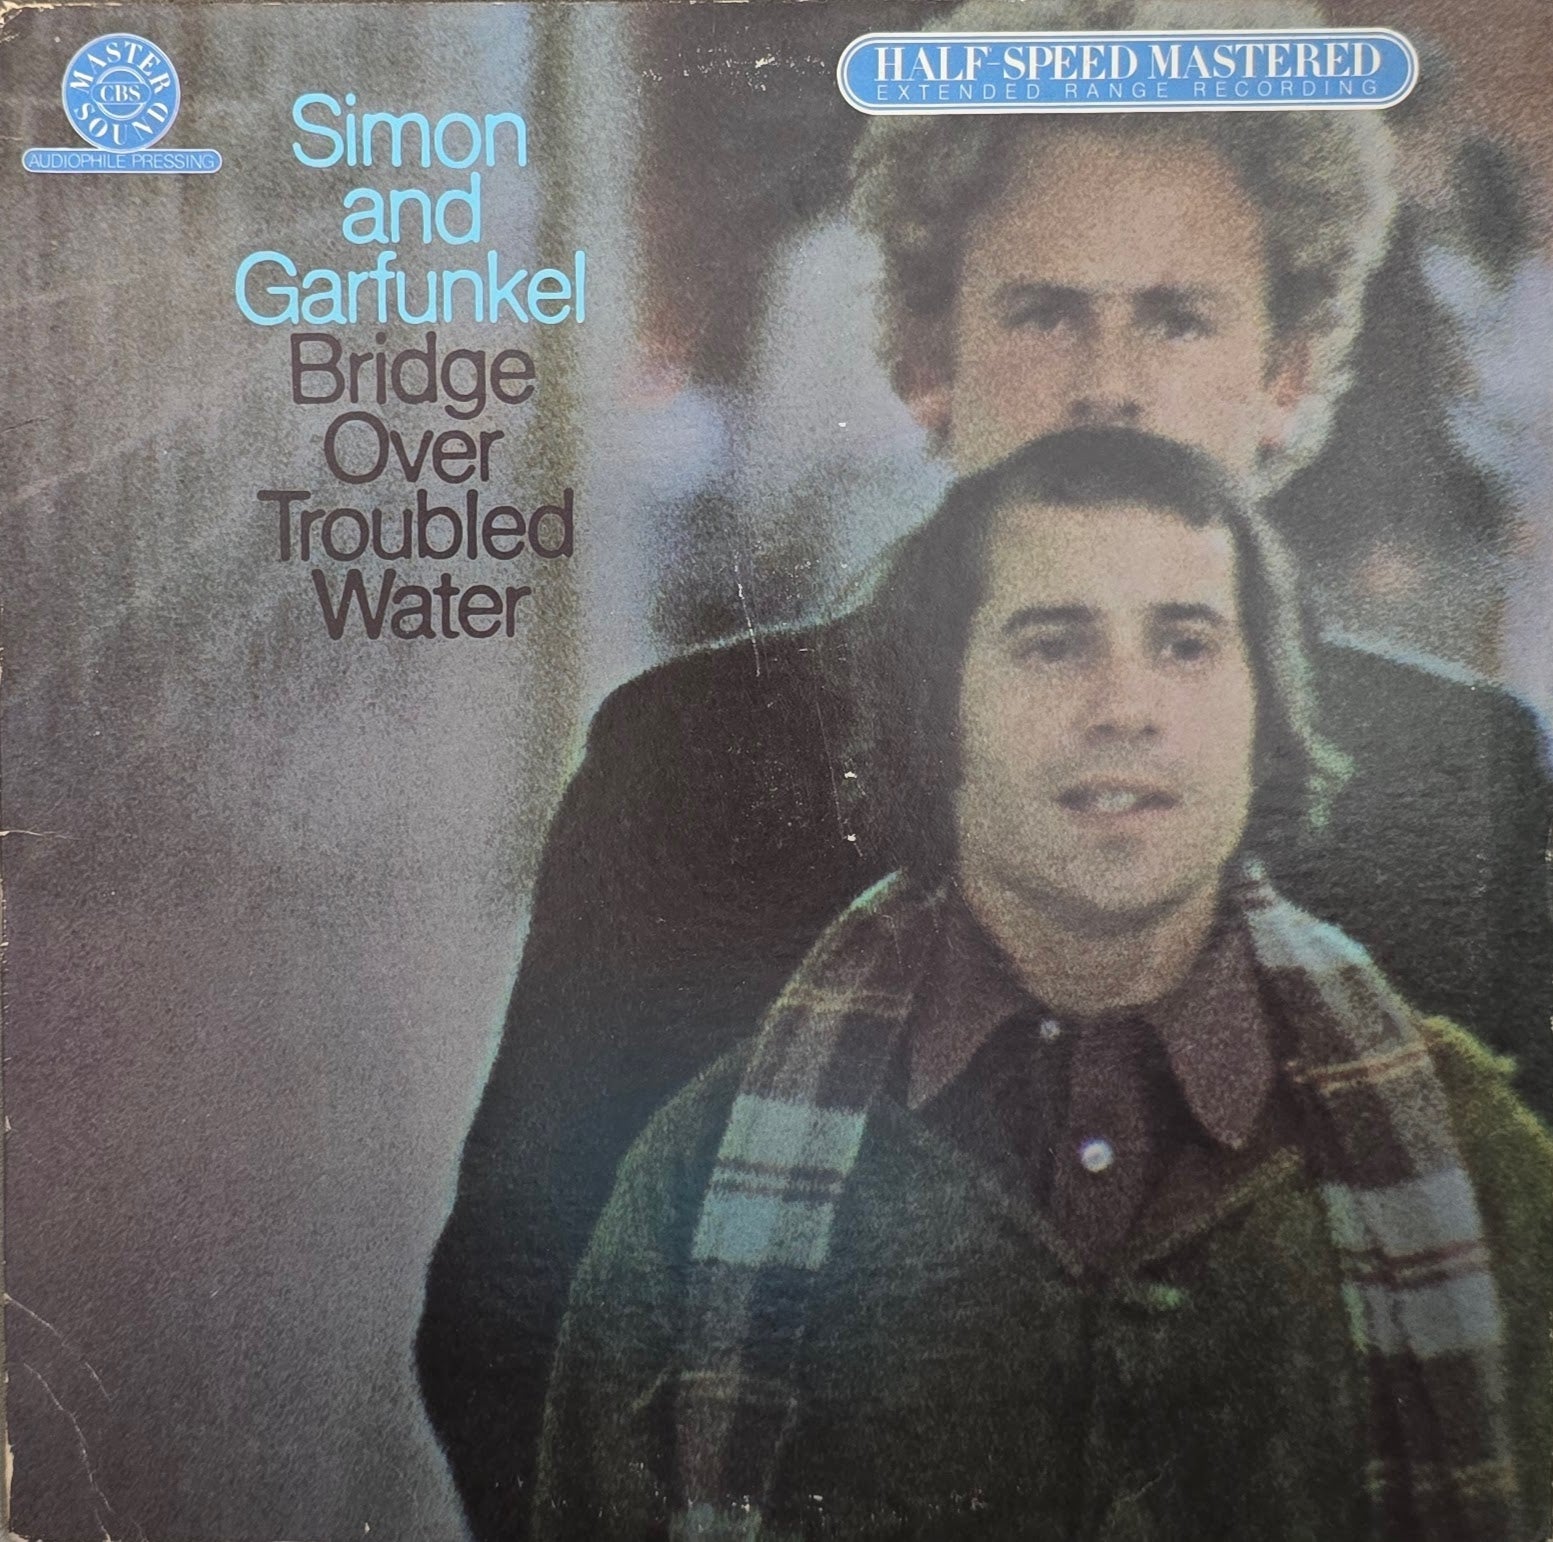 MASTER
CBS
SOUND
AUDIOPHILE PRESSING
HALF-SPEED MASTERED
EXTENDED RANGE RECORDING
Simon
and
Garfunkel
Bridge
Over
Troubled
Water